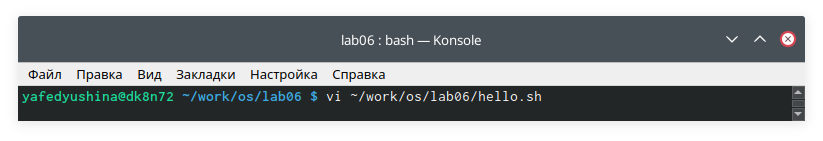 lab06 : bash — Konsole
Файл Правка Вид Закладки Настройка Справка
yafedyushina@dk8n72 ~/work/os/lab06 $ vi ~/work/os/lab06/hello.sh